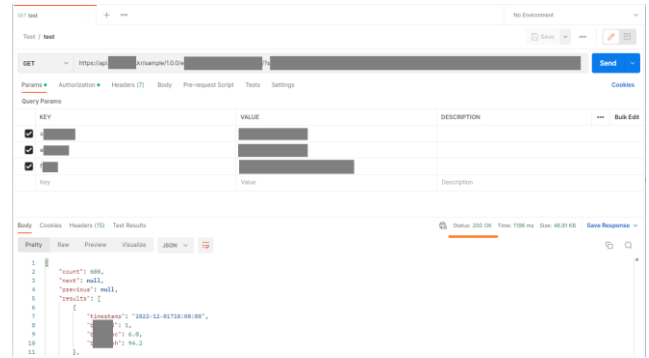 GET test
No Environment
Test / test
Save
GET
https://api .kr/sample/1.0.0/e /?s
Send
Params Authorization Headers (7) Body Pre-request Script Tests Settings
Cookies
Query Params
KEY VALUE DESCRIPTION Bulk Edit
Key Value Description
Body Cookies Headers (15) Test Results
Status: 200 OK Time: 1196 ms Size: 46.01 KB Save Response
Pretty Raw Preview Visualize JSON
1 {
2 "count": 600,
3 "next": null,
4 "previous": null,
5 "results": [
6 {
7 "timestamp": "2022-12-01T10:00:00",
8 ": 1,
9 ": 6.0,
10 ": 94.2
11 },